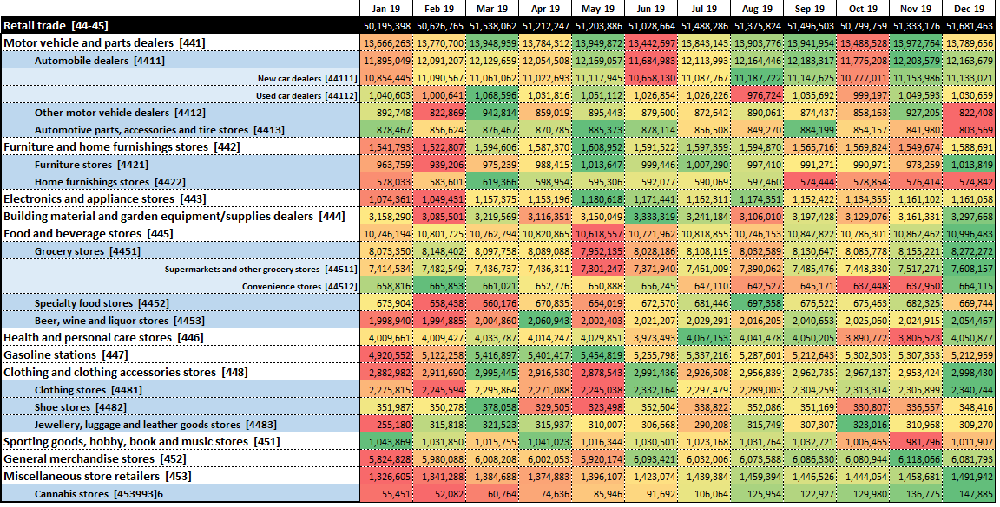 Jan-19 Feb-19 Mar-19 Apr-19 May-19 Jun-19 Jul-19 Aug-19 Sep-19 Oct-19 Nov-19 Dec-19
Retail trade [44-45] 50,195,398 50,626,765 51,538,062 51,212,247 51,203,886 51,028,664 51,488,286 51,375,824 51,496,503 50,799,759 51,333,176 51,681,463
Motor vehicle and parts dealers [441] 13,666,263 13,770,700 13,948,939 13,784,312 13,949,872 13,442,697 13,843,143 13,903,776 13,941,954 13,488,528 13,972,764 13,789,656
Automobile dealers [4411] 11,895,049 12,091,207 12,129,659 12,054,508 12,169,057 11,684,983 12,113,993 12,164,446 12,183,317 11,776,208 12,203,579 12,163,679
New car dealers [44111] 10,854,445 11,090,567 11,061,062 11,022,693 11,117,945 10,658,130 11,087,767 11,187,722 11,147,625 10,777,011 11,153,986 11,133,021
Used car dealers [44112] 1,040,603 1,000,641 1,068,596 1,031,816 1,051,112 1,026,854 1,026,226 976,724 1,035,692 999,197 1,049,593 1,030,659
Other motor vehicle dealers [4412] 892,748 822,869 942,814 859,019 895,443 879,600 872,642 890,061 874,437 858,163 927,205 822,408
Automotive parts, accessories and tire stores [4413] 878,467 856,624 876,467 870,785 885,373 878,114 856,508 849,270 884,199 854,157 841,980 803,569
Furniture and home furnishings stores [442] 1,541,793 1,522,807 1,594,606 1,587,370 1,608,952 1,591,522 1,597,359 1,594,870 1,565,716 1,569,824 1,549,674 1,588,691
Furniture stores [4421] 963,759 939,206 975,239 988,415 1,013,647 999,446 1,007,290 997,410 991,271 990,971 973,259 1,013,849
Home furnishings stores [4422] 578,033 583,601 619,366 598,954 595,306 592,077 590,069 597,460 574,444 578,854 576,414 574,842
Electronics and appliance stores [443] 1,074,361 1,049,431 1,157,375 1,153,196 1,180,618 1,171,441 1,162,311 1,174,351 1,152,422 1,134,355 1,161,102 1,161,058
Building material and garden equipment/supplies dealers [444] 3,158,290 3,085,501 3,219,569 3,116,351 3,150,049 3,333,319 3,241,184 3,106,010 3,197,428 3,129,076 3,161,331 3,297,668
Food and beverage stores [445] 10,746,194 10,801,725 10,762,794 10,820,865 10,618,557 10,721,962 10,818,855 10,746,153 10,847,822 10,786,301 10,862,462 10,996,483
Grocery stores [4451] 8,073,350 8,148,402 8,097,758 8,089,088 7,952,135 8,028,186 8,108,119 8,032,589 8,130,647 8,085,778 8,155,221 8,272,272
Supermarkets and other grocery stores [44511] 7,414,534 7,482,549 7,436,737 7,436,311 7,301,247 7,371,940 7,461,009 7,390,062 7,485,476 7,448,330 7,517,271 7,608,157
Convenience stores [44512] 658,816 665,853 661,021 652,776 650,888 656,245 647,110 642,527 645,171 637,448 637,950 664,115
Specialty food stores [4452] 673,904 658,438 660,176 670,835 664,019 672,570 681,446 697,358 676,522 675,463 682,325 669,744
Beer, wine and liquor stores [4453] 1,998,940 1,994,885 2,004,860 2,060,943 2,002,403 2,021,207 2,029,291 2,016,205 2,040,653 2,025,060 2,024,915 2,054,467
Health and personal care stores [446] 4,009,661 4,009,427 4,033,787 4,014,247 4,029,851 3,973,493 4,067,153 4,041,478 4,050,205 3,890,772 3,806,523 4,050,877
Gasoline stations [447] 4,920,552 5,122,258 5,416,897 5,401,417 5,454,819 5,255,798 5,337,216 5,287,601 5,212,643 5,302,303 5,307,353 5,212,959
Clothing and clothing accessories stores [448] 2,882,982 2,911,690 2,995,445 2,916,530 2,878,543 2,991,436 2,926,508 2,956,839 2,962,735 2,967,137 2,953,424 2,998,430
Clothing stores [4481] 2,275,815 2,245,594 2,295,864 2,271,088 2,245,038 2,332,164 2,297,479 2,289,003 2,304,259 2,313,314 2,305,899 2,340,744
Shoe stores [4482] 351,987 350,278 378,058 329,505 323,498 352,604 338,822 352,086 351,169 330,807 336,557 348,416
Jewellery, luggage and leather goods stores [4483] 255,180 315,818 321,523 315,937 310,007 306,668 290,208 315,749 307,307 323,016 310,968 309,270
Sporting goods, hobby, book and music stores [451] 1,043,869 1,031,850 1,015,755 1,041,023 1,016,344 1,030,501 1,023,168 1,031,764 1,032,721 1,006,465 981,796 1,011,907
General merchandise stores [452] 5,824,828 5,980,088 6,008,208 6,002,053 5,920,174 6,093,421 6,032,006 6,073,588 6,086,330 6,080,944 6,118,066 6,081,793
Miscellaneous store retailers [453] 1,326,605 1,341,288 1,384,688 1,374,883 1,396,107 1,423,074 1,439,384 1,459,394 1,446,526 1,444,054 1,458,681 1,491,942
Cannabis stores [453993]6 55,451 52,082 60,764 74,636 85,946 91,692 106,064 125,954 122,927 129,980 136,775 147,885